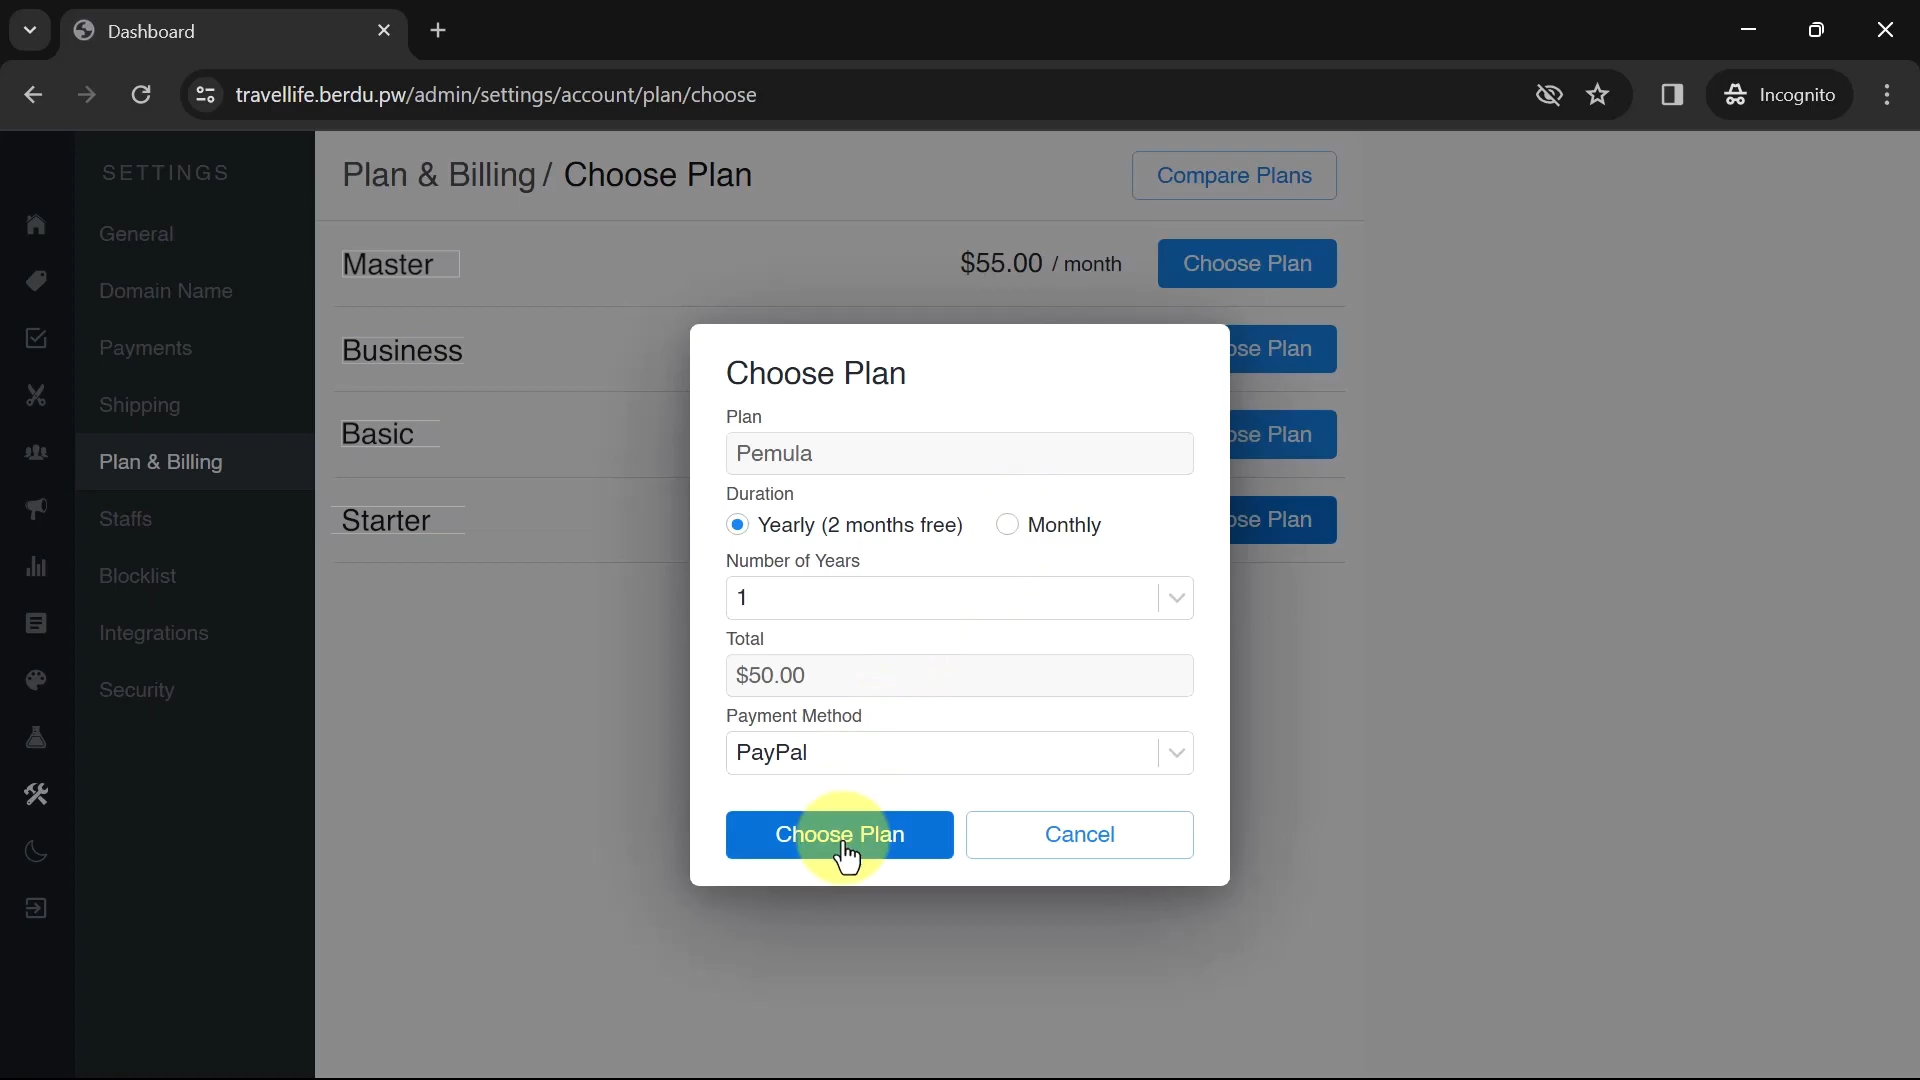 Dashboard
travellife.berdu.pw/admin/settings/account/plan/choose
Incognito
SETTINGS
General
Domain Name
Payments
Shipping
Plan & Billing
Staffs
Blocklist
Integrations
Security
Plan & Billing / Choose Plan
Compare Plans
Master
$55.00 / month
Choose Plan
Business
Plan
Basic
Plan
Starter
Plan
Choose Plan
Plan
Pemula
Duration
Yearly (2 months free)
Monthly
Number of Years
1
Total
$50.00
Payment Method
PayPal
Choose Plan
Cancel